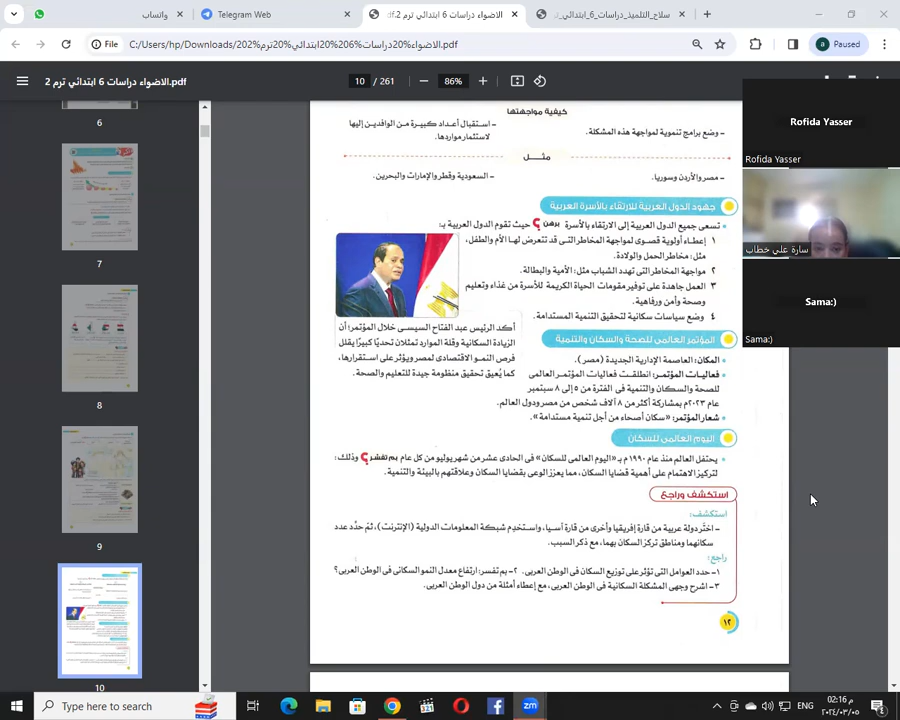 واتساب
Telegram Web
الاضواء دراسات 6 ابتدائي ترم 2.df
سلاح_التلميذ_دراسات_6_ابتدائي_
File
C:/Users/hp/Downloads/202%الاضواء%20دراسات%206%20ابتدائي%20ترم.pdf
Paused
الاضواء دراسات 6 ابتدائي ترم 2.pdf
10 / 261
86%
6
7
8
9
10
كيفية مواجهتها
- وضع برامج تنموية لمواجهة هذه المشكلة.
- استقبال أعداد كبيرة من الوافدين إليها
لاستثمار مواردها.
مثل
- مصر والأردن وسوريا.
- السعودية وقطر والإمارات والبحرين.
جهود الدول العربية للارتقاء بالأسرة العربية
تسعى جميع الدول العربية إلى الارتقاء بالأسرة برهن ؟ حيث تقوم الدول العربية بـ:
١ إعطاء أولوية قصوى لمواجهة المخاطر التى قد تتعرض لها الأم والطفل،
مثل: مخاطر الحمل والولادة.
٢ مواجهة المخاطر التى تهدد الشباب مثل: الأمية والبطالة.
٣ العمل جاهدة على توفير مقومات الحياة الكريمة للأسرة من غذاء وتعليم
وصحة وأمن ورفاهية.
٤ وضع سياسات سكانية لتحقيق التنمية المستدامة.
أكد الرئيس عبد الفتاح السيسى خلال المؤتمر؛ أن
الزيادة السكانية وقلة الموارد تمثلان تحديًا كبيرًا يقلل
فرص النمو الاقتصادى لمصر ويؤثر على استقرارها،
كما يُعيق تحقيق منظومة جيدة للتعليم والصحة.
المؤتمر العالمى للصحة والسكان والتنمية
المكان: العاصمة الإدارية الجديدة (مصر).
فعاليات المؤتمر: انطلقت فعاليات المؤتمر العالمى
للصحة والسكان والتنمية فى الفترة من ٥ إلى ٨ سبتمبر
عام ٢٠٢٣م بمشاركة أكثر من ٨ آلاف شخص من مصر ودول العالم.
شعار المؤتمر: «سكان أصحاء من أجل تنمية مستدامة».
اليوم العالمى للسكان
يحتفل العالم منذ عام ١٩٩٠م بـ «اليوم العالمى للسكان» فى الحادى عشر من شهر يوليو من كل عام بم تفسر ؟ وذلك:
لتركيز الاهتمام على أهمية قضايا السكان، مما يعزز الوعى بقضايا السكان وعلاقتهم بالبيئة والتنمية.
استكشف وراجع
استكشف:
- اختَر دولة عربية من قارة إفريقيا وأخرى من قارة آسيا، واستخدِم شبكة المعلومات الدولية (الإنترنت)، ثمّ حدِّد عدد
سكانهما ومناطق تركز السكان بهما، مع ذكر السبب.
راجع:
١- حدد العوامل التى تؤثر على توزيع السكان فى الوطن العربى. ٢- بم تفسر: ارتفاع معدل النمو السكانى فى الوطن العربى؟
٣- اشرح وجهى المشكلة السكانية فى الوطن العربى، مع إعطاء أمثلة من دول الوطن العربى.
١٢
Rofida Yasser
Rofida Yasser
سارة علي خطاب
Sama:)
Sama:)
Type here to search
ENG
02:16 م
٢٠٢٤/٠٣/٠٥